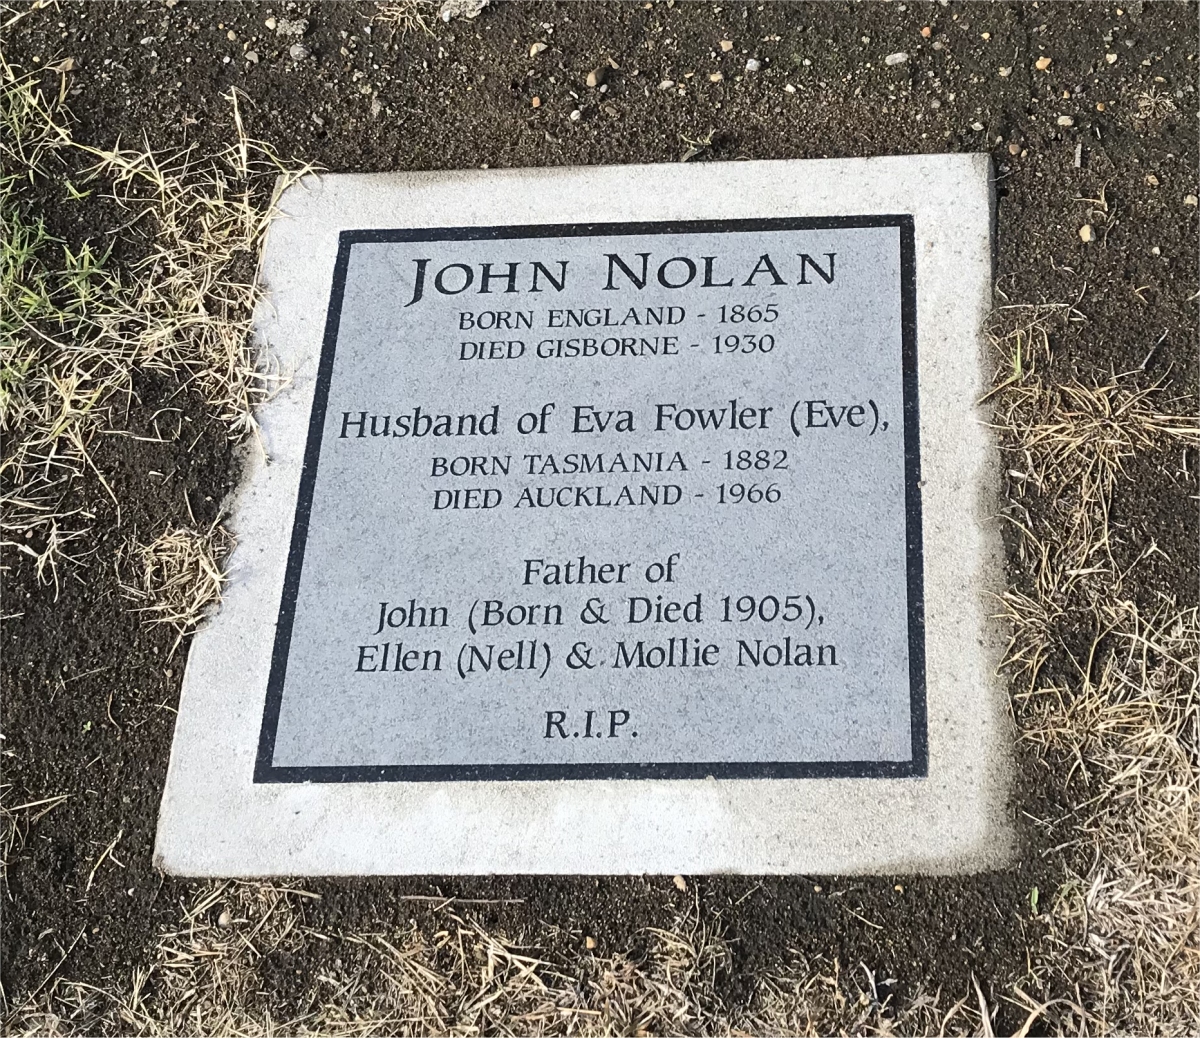 JOHN NOLAN
BORN ENGLAND - 1865
DIED GISBORNE - 1930
Husband of Eva Fowler (Eve),
BORN TASMANIA - 1882
DIED AUCKLAND - 1966
Father of
John (Born & Died 1905),
Ellen (Nell) & Mollie Nolan
R.I.P.